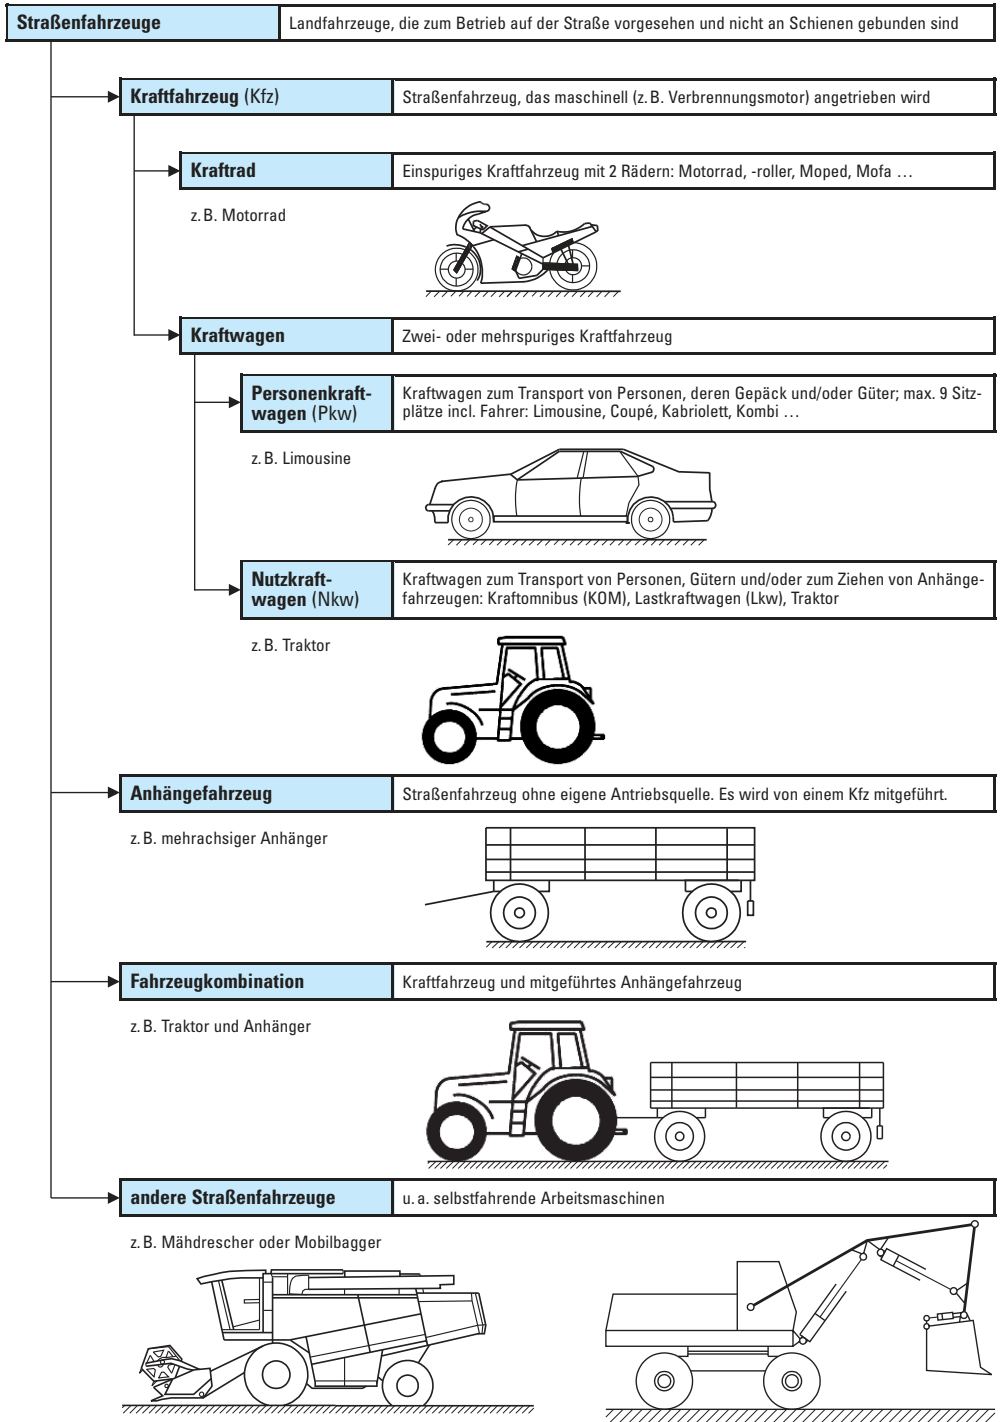 Straßenfahrzeuge
Landfahrzeuge, die zum Betrieb auf der Straße vorgesehen und nicht an Schienen gebunden sind
Kraftfahrzeug (Kfz)
Straßenfahrzeug, das maschinell (z. B. Verbrennungsmotor) angetrieben wird
Kraftrad
Einspuriges Kraftfahrzeug mit 2 Rädern: Motorrad, -roller, Moped, Mofa …
z. B. Motorrad
Kraftwagen
Zwei- oder mehrspuriges Kraftfahrzeug
Personenkraft-
wagen (Pkw)
Kraftwagen zum Transport von Personen, deren Gepäck und/oder Güter; max. 9 Sitz-
plätze incl. Fahrer: Limousine, Coupé, Kabriolett, Kombi …
z. B. Limousine
Nutzkraft-
wagen (Nkw)
Kraftwagen zum Transport von Personen, Gütern und/oder zum Ziehen von Anhänge-
fahrzeugen: Kraftomnibus (KOM), Lastkraftwagen (Lkw), Traktor
z. B. Traktor
Anhängefahrzeug
Straßenfahrzeug ohne eigene Antriebsquelle. Es wird von einem Kfz mitgeführt.
z. B. mehrachsiger Anhänger
Fahrzeugkombination
Kraftfahrzeug und mitgeführtes Anhängefahrzeug
z. B. Traktor und Anhänger
andere Straßenfahrzeuge
u. a. selbstfahrende Arbeitsmaschinen
z. B. Mähdrescher oder Mobilbagger